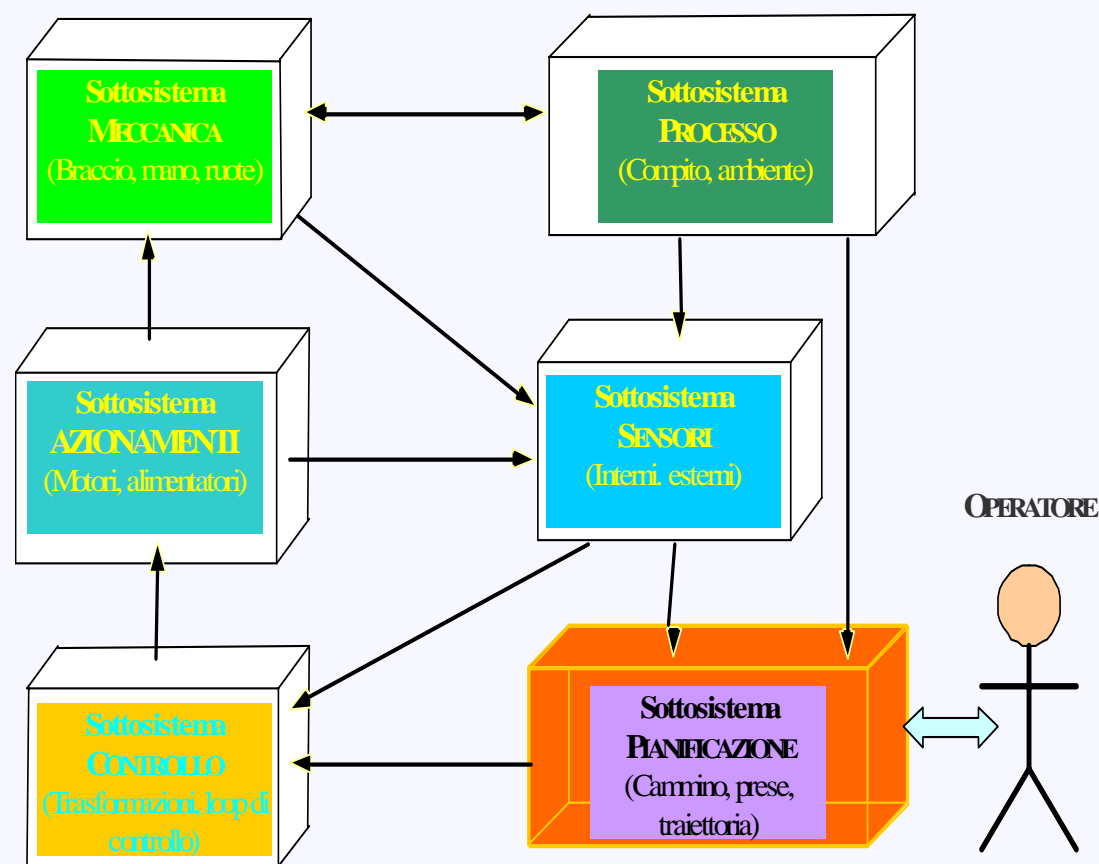 Sottosistema
MECCANICA
(Braccio, mano, ruote)
Sottosistema
PROCESSO
(Compito, ambiente)
Sottosistema
AZIONAMENTI
(Motori, alimentatori)
Sottosistema
SENSORI
(Interni. esterni)
OPERATORE
Sottosistema
CONTROLLO
(Trasformazioni, loop di
controllo)
Sottosistema
PIANIFICAZIONE
(Cammino, prese,
traiettoria)